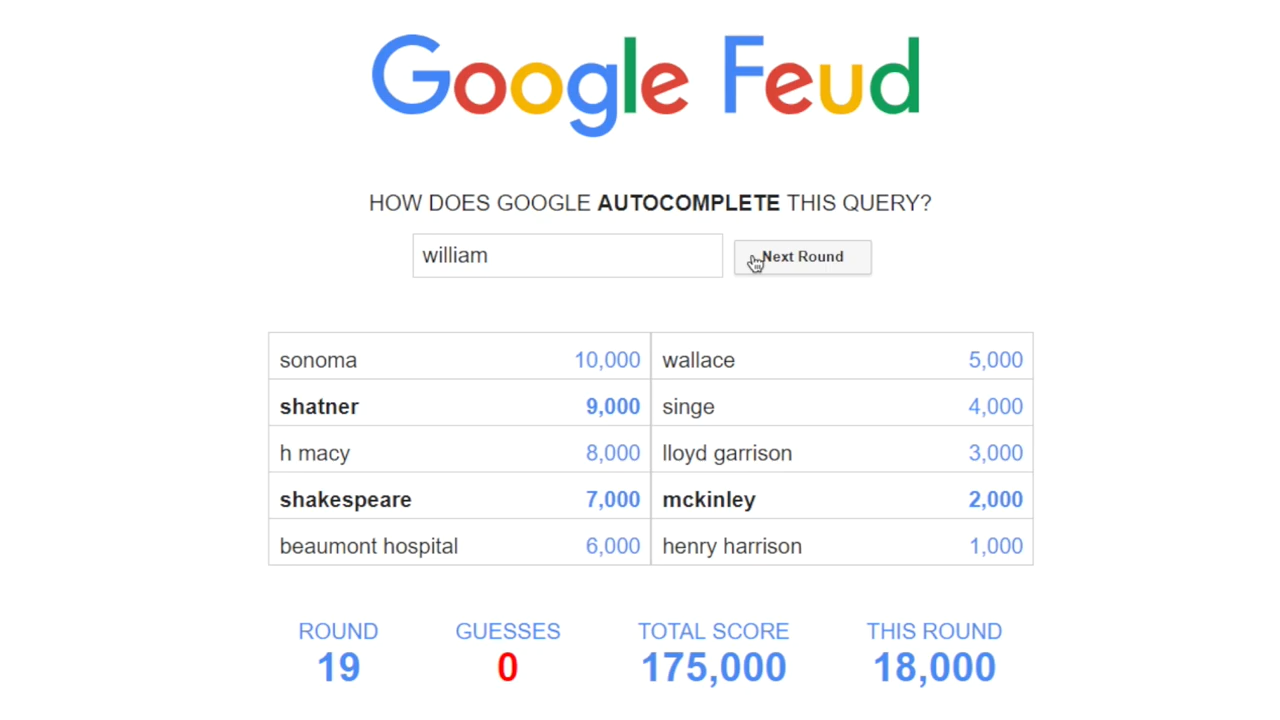 Google Feud
HOW DOES GOOGLE AUTOCOMPLETE THIS QUERY?
william
Next Round
sonoma 10,000 wallace 5,000
shatner 9,000 singe 4,000
h macy 8,000 lloyd garrison 3,000
shakespeare 7,000 mckinley 2,000
beaumont hospital 6,000 henry harrison 1,000
ROUND GUESSES TOTAL SCORE THIS ROUND
19 0 175,000 18,000